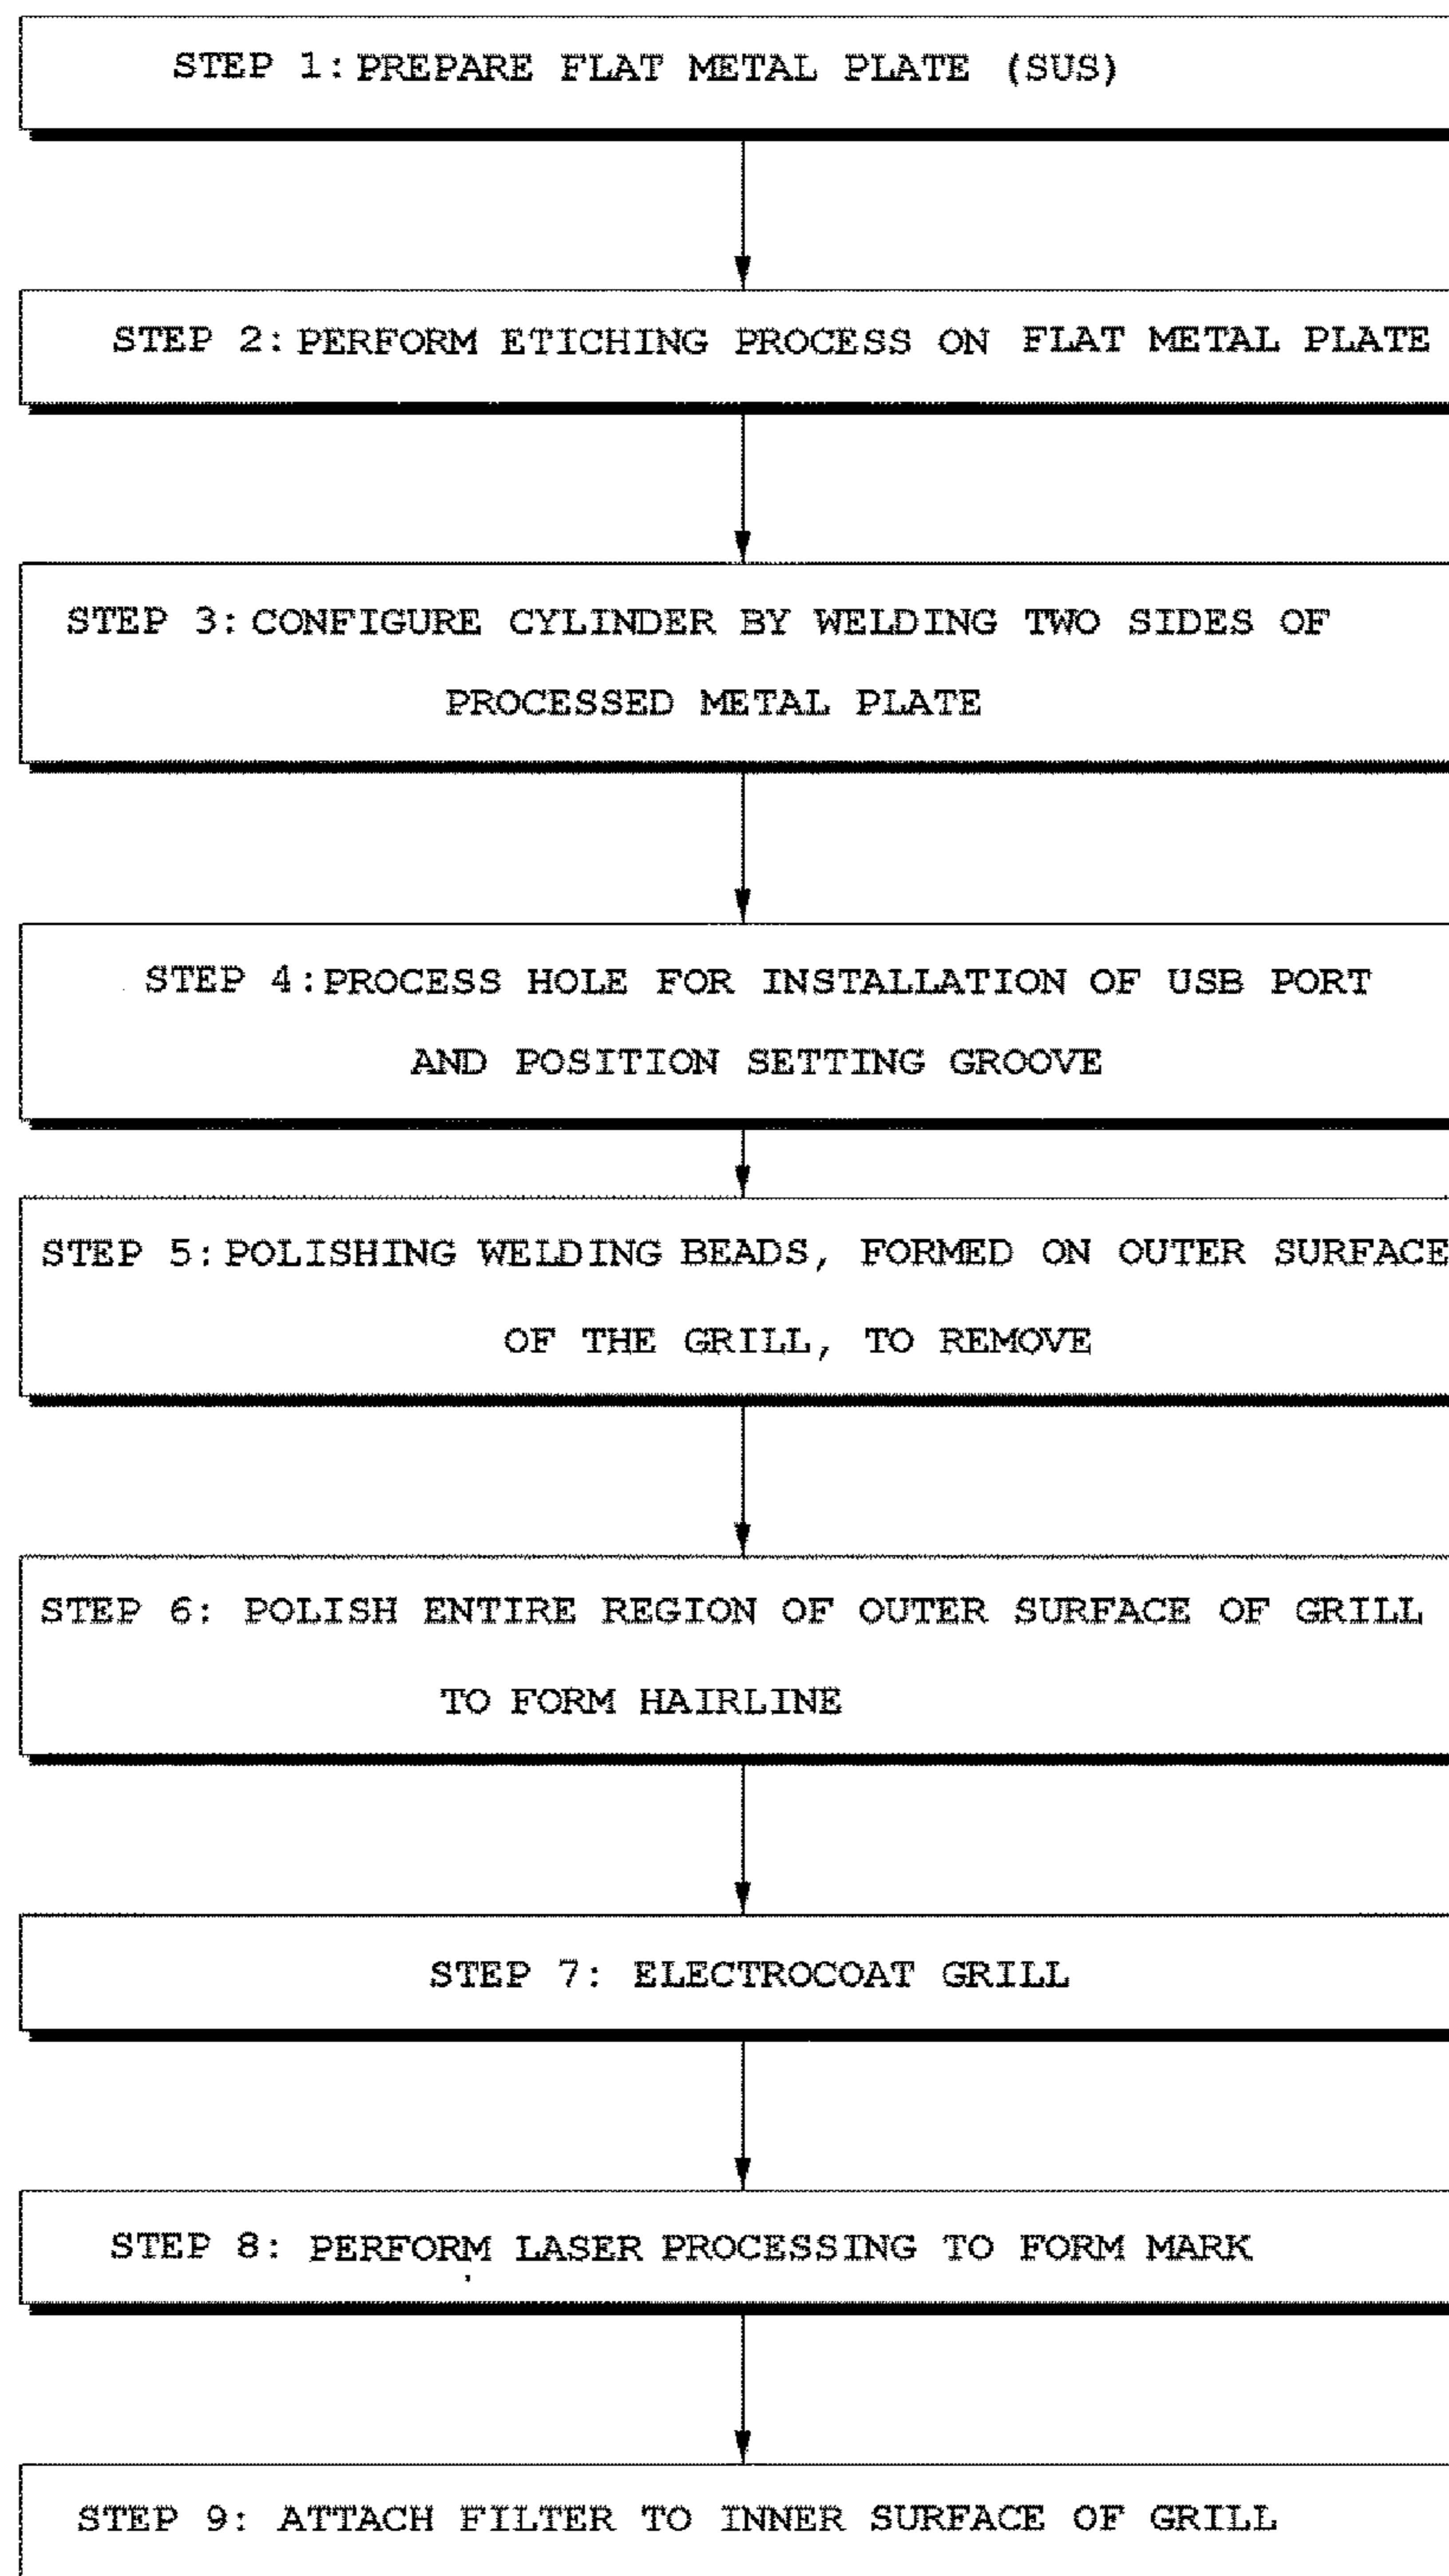 STEP 1: PREPARE FLAT METAL PLATE (SUS)
STEP 2: PERFORM ETICHING PROCESS ON FLAT METAL PLATE
STEP 3: CONFIGURE CYLINDER BY WELDING TWO SIDES OF
PROCESSED METAL PLATE
STEP 4: PROCESS HOLE FOR INSTALLATION OF USB PORT
AND POSITION SETTING GROOVE
STEP 5: POLISHING WELDING BEADS, FORMED ON OUTER SURFACE
OF THE GRILL, TO REMOVE
STEP 6: POLISH ENTIRE REGION OF OUTER SURFACE OF GRILL
TO FORM HAIRLINE
STEP 7: ELECTROCOAT GRILL
STEP 8: PERFORM LASER PROCESSING TO FORM MARK
STEP 9: ATTACH FILTER TO INNER SURFACE OF GRILL